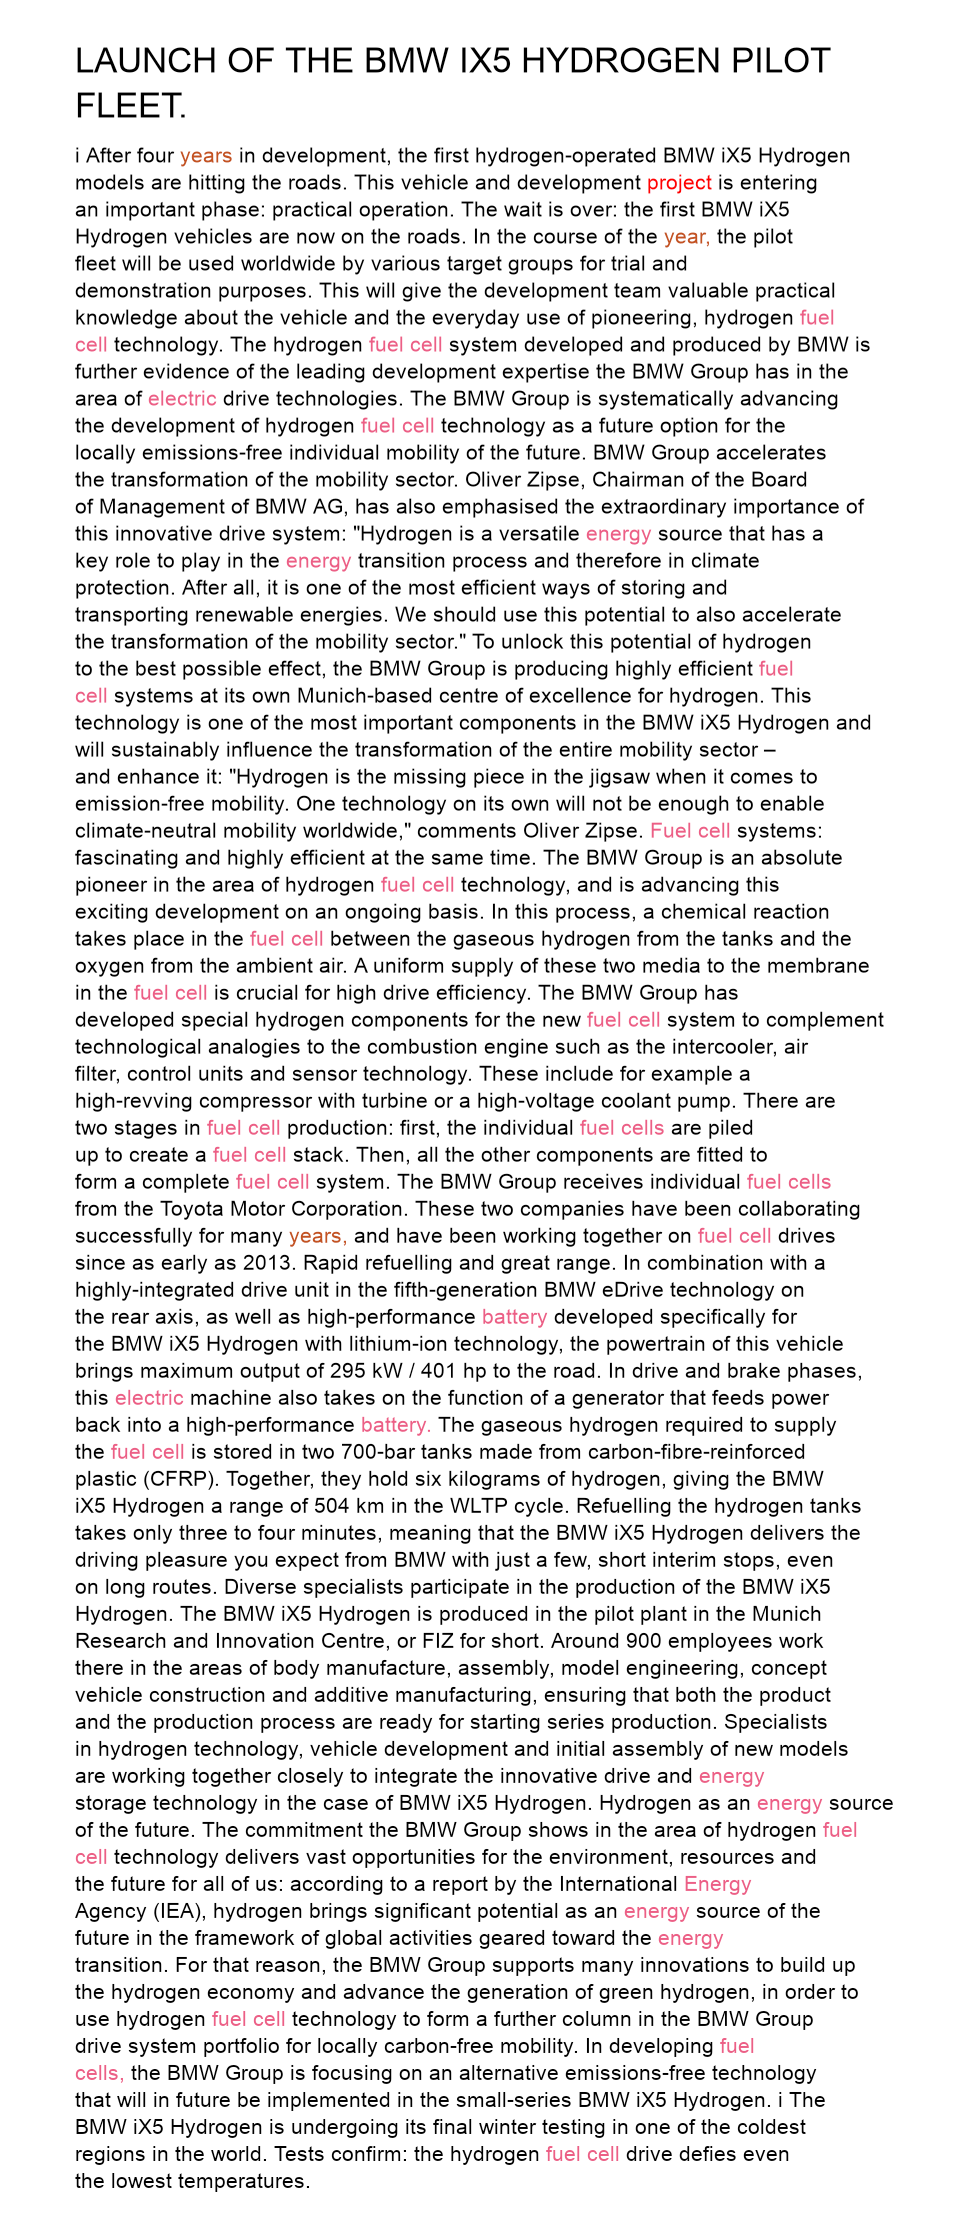 LAUNCH OF THE BMW IX5 HYDROGEN PILOT
FLEET.
i After four years in development, the first hydrogen-operated BMW iX5 Hydrogen
models are hitting the roads. This vehicle and development project is entering
an important phase: practical operation. The wait is over: the first BMW iX5
Hydrogen vehicles are now on the roads. In the course of the year, the pilot
fleet will be used worldwide by various target groups for trial and
demonstration purposes. This will give the development team valuable practical
knowledge about the vehicle and the everyday use of pioneering, hydrogen fuel
cell technology. The hydrogen fuel cell system developed and produced by BMW is
further evidence of the leading development expertise the BMW Group has in the
area of electric drive technologies. The BMW Group is systematically advancing
the development of hydrogen fuel cell technology as a future option for the
locally emissions-free individual mobility of the future. BMW Group accelerates
the transformation of the mobility sector. Oliver Zipse, Chairman of the Board
of Management of BMW AG, has also emphasised the extraordinary importance of
this innovative drive system: "Hydrogen is a versatile energy source that has a
key role to play in the energy transition process and therefore in climate
protection. After all, it is one of the most efficient ways of storing and
transporting renewable energies. We should use this potential to also accelerate
the transformation of the mobility sector." To unlock this potential of hydrogen
to the best possible effect, the BMW Group is producing highly efficient fuel
cell systems at its own Munich-based centre of excellence for hydrogen. This
technology is one of the most important components in the BMW iX5 Hydrogen and
will sustainably influence the transformation of the entire mobility sector –
and enhance it: "Hydrogen is the missing piece in the jigsaw when it comes to
emission-free mobility. One technology on its own will not be enough to enable
climate-neutral mobility worldwide," comments Oliver Zipse. Fuel cell systems:
fascinating and highly efficient at the same time. The BMW Group is an absolute
pioneer in the area of hydrogen fuel cell technology, and is advancing this
exciting development on an ongoing basis. In this process, a chemical reaction
takes place in the fuel cell between the gaseous hydrogen from the tanks and the
oxygen from the ambient air. A uniform supply of these two media to the membrane
in the fuel cell is crucial for high drive efficiency. The BMW Group has
developed special hydrogen components for the new fuel cell system to complement
technological analogies to the combustion engine such as the intercooler, air
filter, control units and sensor technology. These include for example a
high-revving compressor with turbine or a high-voltage coolant pump. There are
two stages in fuel cell production: first, the individual fuel cells are piled
up to create a fuel cell stack. Then, all the other components are fitted to
form a complete fuel cell system. The BMW Group receives individual fuel cells
from the Toyota Motor Corporation. These two companies have been collaborating
successfully for many years, and have been working together on fuel cell drives
since as early as 2013. Rapid refuelling and great range. In combination with a
highly-integrated drive unit in the fifth-generation BMW eDrive technology on
the rear axis, as well as high-performance battery developed specifically for
the BMW iX5 Hydrogen with lithium-ion technology, the powertrain of this vehicle
brings maximum output of 295 kW / 401 hp to the road. In drive and brake phases,
this electric machine also takes on the function of a generator that feeds power
back into a high-performance battery. The gaseous hydrogen required to supply
the fuel cell is stored in two 700-bar tanks made from carbon-fibre-reinforced
plastic (CFRP). Together, they hold six kilograms of hydrogen, giving the BMW
iX5 Hydrogen a range of 504 km in the WLTP cycle. Refuelling the hydrogen tanks
takes only three to four minutes, meaning that the BMW iX5 Hydrogen delivers the
driving pleasure you expect from BMW with just a few, short interim stops, even
on long routes. Diverse specialists participate in the production of the BMW iX5
Hydrogen. The BMW iX5 Hydrogen is produced in the pilot plant in the Munich
Research and Innovation Centre, or FIZ for short. Around 900 employees work
there in the areas of body manufacture, assembly, model engineering, concept
vehicle construction and additive manufacturing, ensuring that both the product
and the production process are ready for starting series production. Specialists
in hydrogen technology, vehicle development and initial assembly of new models
are working together closely to integrate the innovative drive and energy
storage technology in the case of BMW iX5 Hydrogen. Hydrogen as an energy source
of the future. The commitment the BMW Group shows in the area of hydrogen fuel
cell technology delivers vast opportunities for the environment, resources and
the future for all of us: according to a report by the International Energy
Agency (IEA), hydrogen brings significant potential as an energy source of the
future in the framework of global activities geared toward the energy
transition. For that reason, the BMW Group supports many innovations to build up
the hydrogen economy and advance the generation of green hydrogen, in order to
use hydrogen fuel cell technology to form a further column in the BMW Group
drive system portfolio for locally carbon-free mobility. In developing fuel
cells, the BMW Group is focusing on an alternative emissions-free technology
that will in future be implemented in the small-series BMW iX5 Hydrogen. i The
BMW iX5 Hydrogen is undergoing its final winter testing in one of the coldest
regions in the world. Tests confirm: the hydrogen fuel cell drive defies even
the lowest temperatures.